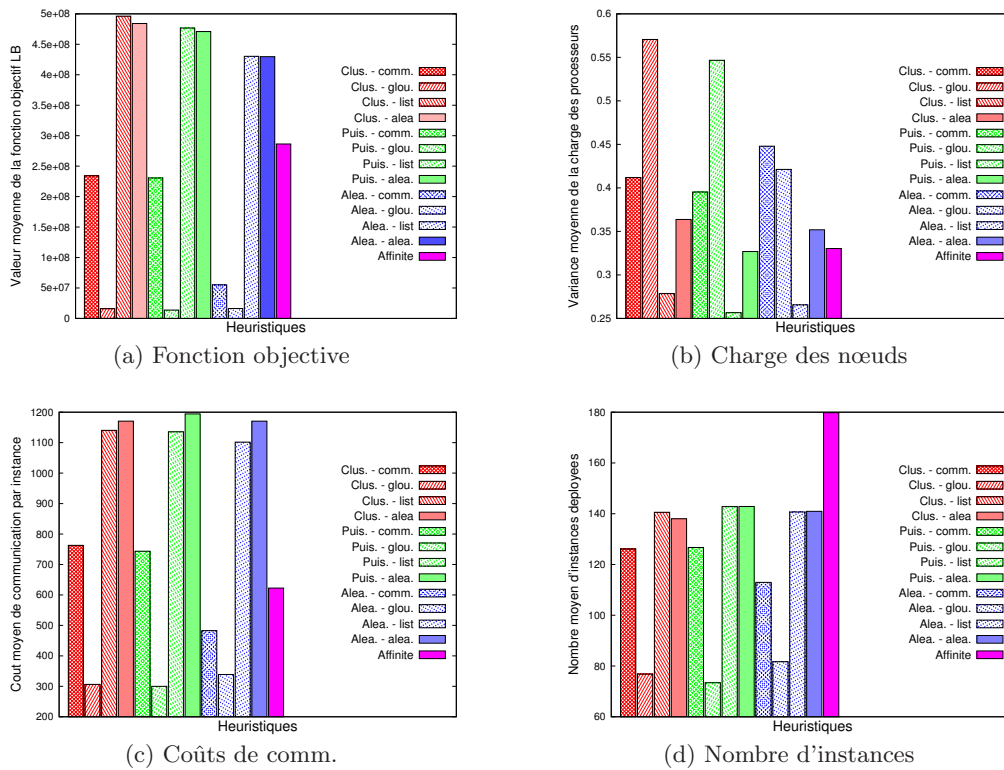 5e+08
4.5e+08
4e+08
3.5e+08
3e+08
2.5e+08
2e+08
1.5e+08
1e+08
5e+07
0
Valeur moyenne de la fonction objectif LB
Heuristiques
Clus. - comm.
Clus. - glou.
Clus. - list
Clus. - alea
Puis. - comm.
Puis. - glou.
Puis. - list
Puis. - alea.
Alea. - comm.
Alea. - glou.
Alea. - list
Alea. - alea.
Affinite
(a) Fonction objective
0.6
0.55
0.5
0.45
0.4
0.35
0.3
0.25
Variance moyenne de la charge des processeurs
Heuristiques
Clus. - comm.
Clus. - glou.
Clus. - list
Clus. - alea
Puis. - comm.
Puis. - glou.
Puis. - list
Puis. - alea.
Alea. - comm.
Alea. - glou.
Alea. - list
Alea. - alea.
Affinite
(b) Charge des nœuds
1200
1100
1000
900
800
700
600
500
400
300
200
Cout moyen de communication par instance
Heuristiques
Clus. - comm.
Clus. - glou.
Clus. - list
Clus. - alea
Puis. - comm.
Puis. - glou.
Puis. - list
Puis. - alea.
Alea. - comm.
Alea. - glou.
Alea. - list
Alea. - alea.
Affinite
(c) Coûts de comm.
180
160
140
120
100
80
60
Nombre moyen d'instances deployees
Heuristiques
Clus. - comm.
Clus. - glou.
Clus. - list
Clus. - alea
Puis. - comm.
Puis. - glou.
Puis. - list
Puis. - alea.
Alea. - comm.
Alea. - glou.
Alea. - list
Alea. - alea.
Affinite
(d) Nombre d'instances